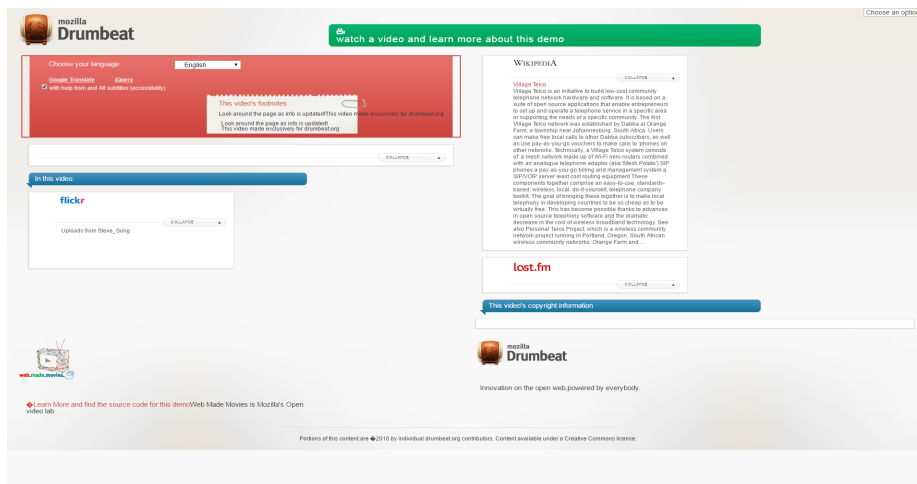 Choose an option
mozilla
Drumbeat
watch a video and learn more about this demo
Choose your language
English
Google Translate jQuery
with help from and All subtitles (accessibility)
This video's footnotes
Look around the page as info is updated!This video made exclusively for drumbeat.org
Look around the page as info is updated!
This video made exclusively for drumbeat.org
COLLAPSE
In this video:
flickr
COLLAPSE
Uploads from Steve_Song
WIKIPEDIA
COLLAPSE
Village Telco
Village Telco is an initiative to build low-cost community
telephone network hardware and software. It is based on a
suite of open source applications that enable entrepreneurs
to set up and operate a telephone service in a specific area
or supporting the needs of a specific community. The first
Village Telco network was established by Dabba at Orange
Farm, a township near Johannesburg, South Africa. Users
can make free local calls to other Dabba subscribers, as well
as use pay-as-you-go vouchers to make calls to 'phones on
other networks. Technically, a Village Telco system consists
of: a mesh network made up of Wi-Fi mini-routers combined
with an analogue telephone adaptor (aka 'Mesh Potato') SIP
phones a pay-as-you-go billing and management system a
SIP/VOIP server least cost routing equipment These
components together comprise an easy-to-use, standards-
based, wireless, local, do-it-yourself, telephone company
toolkit. The goal of bringing these together is to make local
telephony in developing countries to be so cheap as to be
virtually free. This has become possible thanks to advances
in open source telephony software and the dramatic
decrease in the cost of wireless broadband technology. See
also Personal Telco Project, which is a wireless community
network project running in Portland, Oregon. South African
wireless community networks: Orange Farm and ...
lost.fm
COLLAPSE
This video's copyright information
web.made.movies.
mozilla
Drumbeat
Innovation on the open web,powered by everybody.
�Learn More and find the source code for this demoWeb Made Movies is Mozilla's Open
video lab
Portions of this content are �2010 by individual drumbeat.org contributors. Content available under a Creative Commons license.